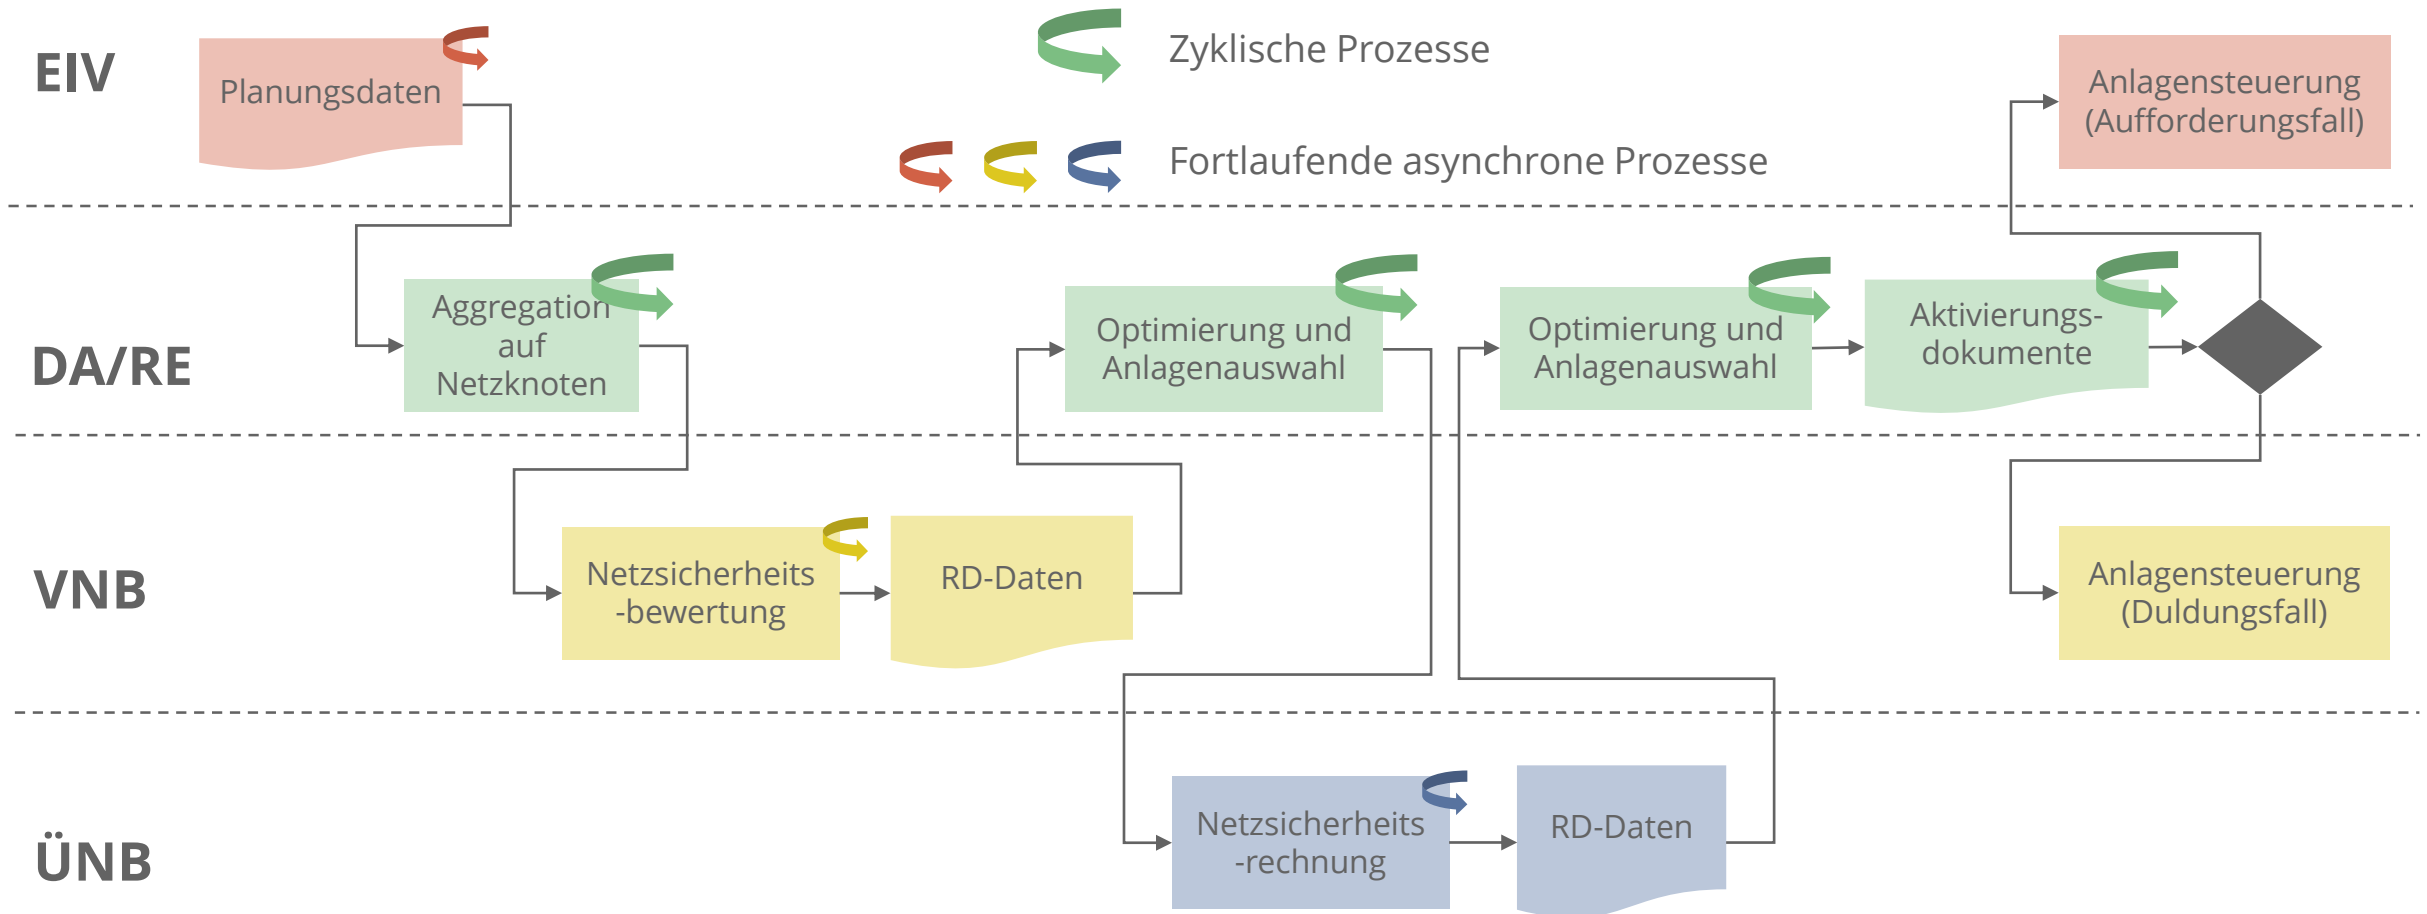 EIV
Planungsdaten
Zyklische Prozesse
Fortlaufende asynchrone Prozesse
Anlagensteuerung
(Aufforderungsfall)
DA/RE
Aggregation
auf
Netzknoten
Optimierung und
Anlagenauswahl
Optimierung und
Anlagenauswahl
Aktivierungs-
dokumente
VNB
Netzsicherheits
-bewertung
RD-Daten
Anlagensteuerung
(Duldungsfall)
ÜNB
Netzsicherheits
-rechnung
RD-Daten